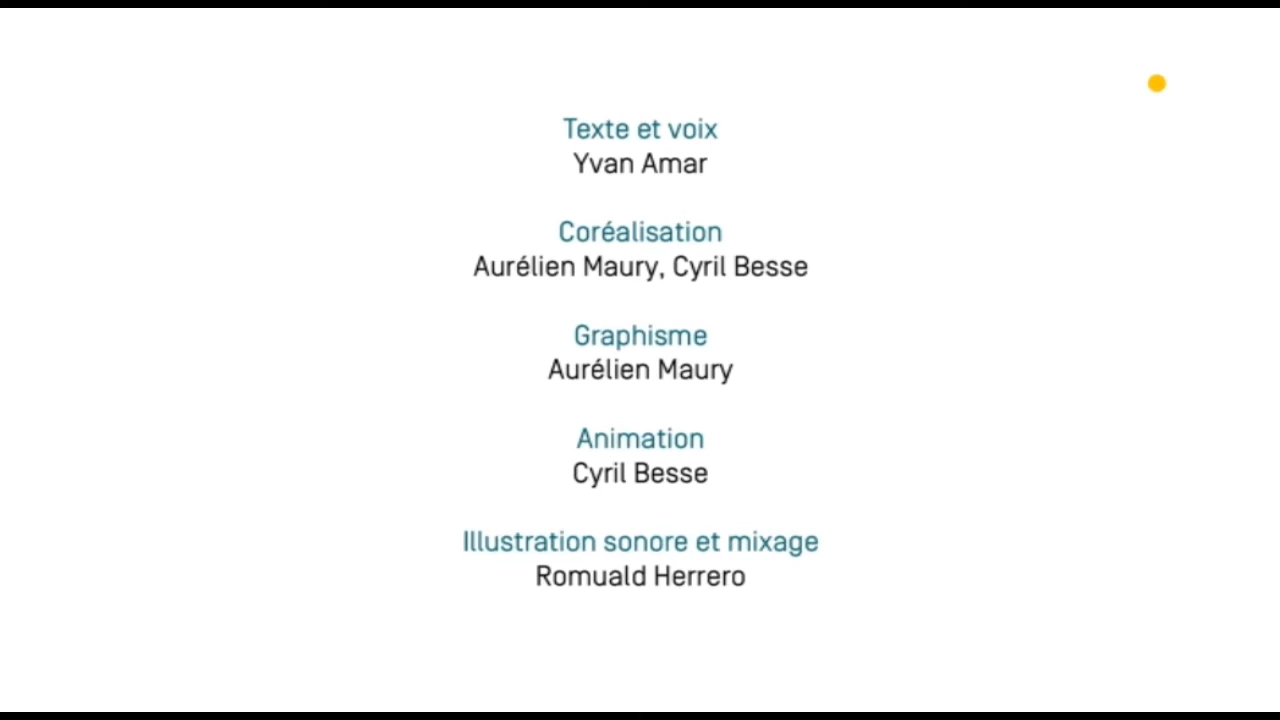 Texte et voix
Yvan Amar
Coréalisation
Aurélien Maury, Cyril Besse
Graphisme
Aurélien Maury
Animation
Cyril Besse
Illustration sonore et mixage
Romuald Herrero